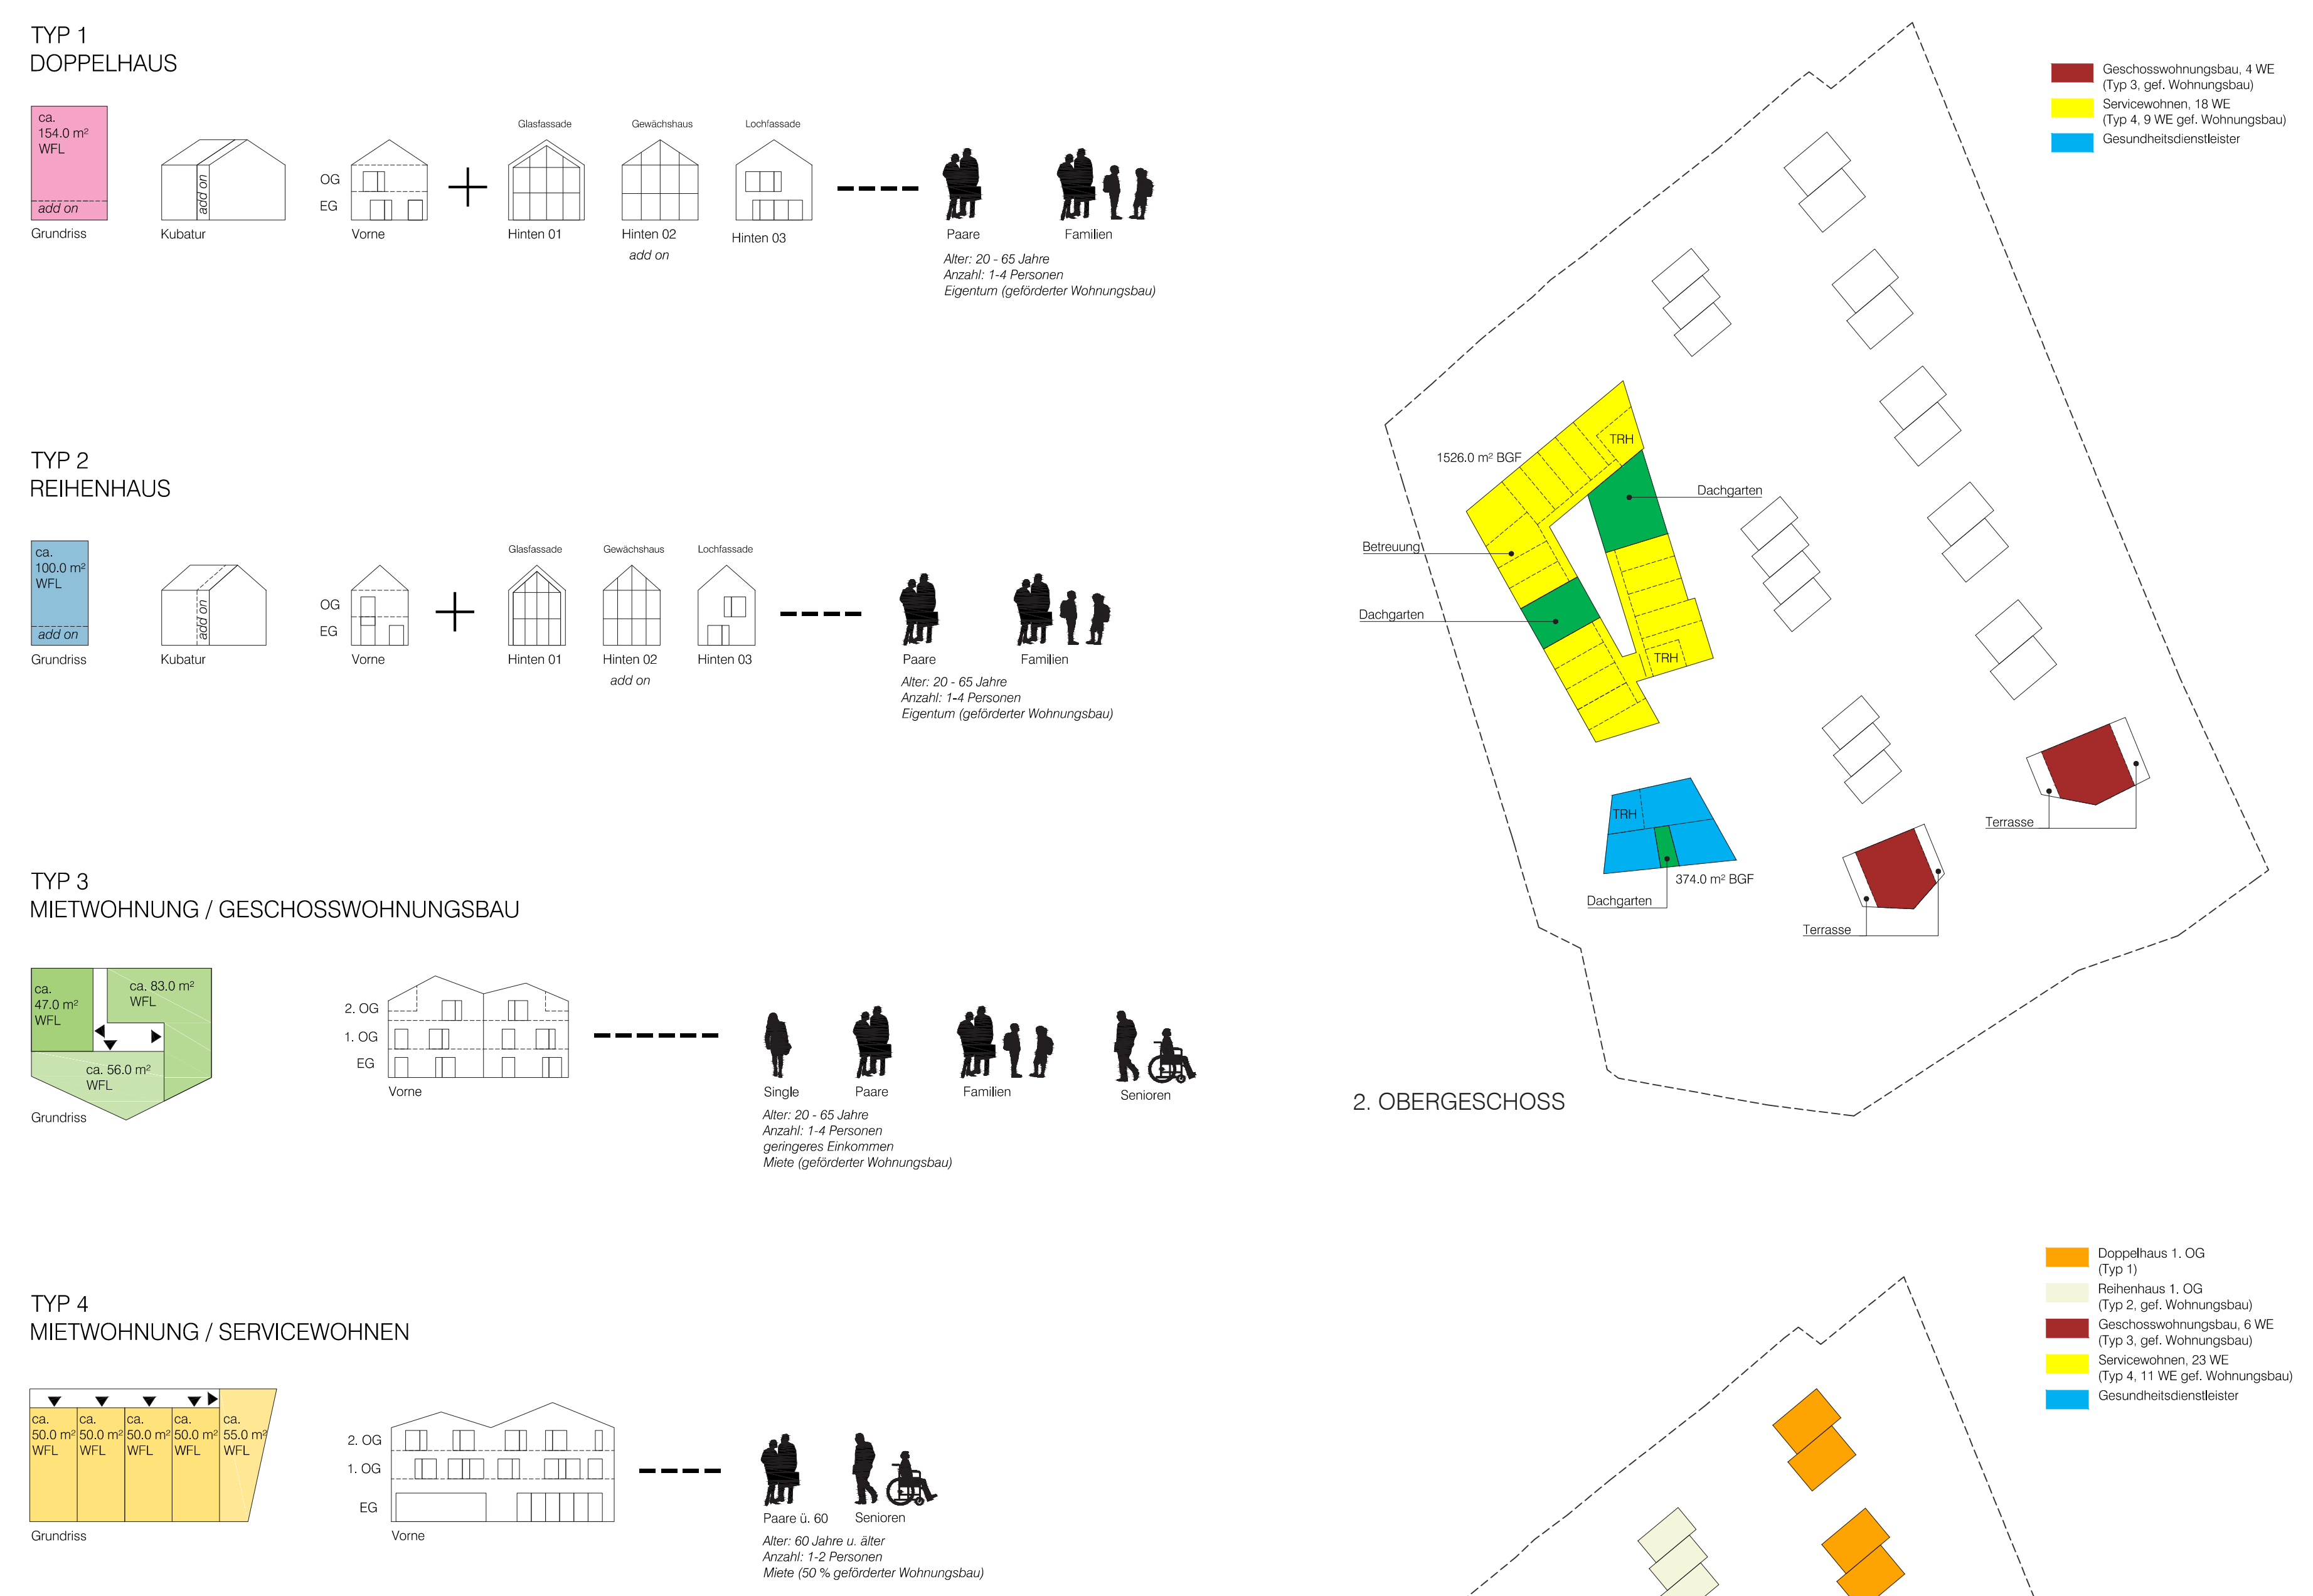 TYP 1
DOPPELHAUS
ca.
154.0 m²
WFL
add on
Grundriss
add on
Kubatur
OG
EG
Vorne
Glasfassade
Hinten 01
Gewächshaus
Hinten 02
add on
Lochfassade
Hinten 03
Paare
Familien
Alter: 20 - 65 Jahre
Anzahl: 1-4 Personen
Eigentum (geförderter Wohnungsbau)
TYP 2
REIHENHAUS
ca.
100.0 m²
WFL
add on
Grundriss
add on
Kubatur
OG
EG
Vorne
Glasfassade
Hinten 01
Gewächshaus
Hinten 02
add on
Lochfassade
Hinten 03
Paare
Familien
Alter: 20 - 65 Jahre
Anzahl: 1-4 Personen
Eigentum (geförderter Wohnungsbau)
TYP 3
MIETWOHNUNG / GESCHOSSWOHNUNGSBAU
ca.
47.0 m²
WFL
ca. 83.0 m²
WFL
ca. 56.0 m²
WFL
Grundriss
2. OG
1. OG
EG
Vorne
Single
Paare
Familien
Senioren
Alter: 20 - 65 Jahre
Anzahl: 1-4 Personen
geringeres Einkommen
Miete (geförderter Wohnungsbau)
TYP 4
MIETWOHNUNG / SERVICEWOHNEN
ca.
50.0 m²
WFL
ca.
50.0 m²
WFL
ca.
50.0 m²
WFL
ca.
50.0 m²
WFL
ca.
55.0 m²
WFL
Grundriss
2. OG
1. OG
EG
Vorne
Paare ü. 60
Senioren
Alter: 60 Jahre u. älter
Anzahl: 1-2 Personen
Miete (50 % geförderter Wohnungsbau)
Geschosswohnungsbau, 4 WE
(Typ 3, gef. Wohnungsbau)
Servicewohnen, 18 WE
(Typ 4, 9 WE gef. Wohnungsbau)
Gesundheitsdienstleister
TRH
1526.0 m² BGF
Dachgarten
Betreuung
Dachgarten
TRH
TRH
374.0 m² BGF
Dachgarten
Terrasse
Terrasse
2. OBERGESCHOSS
Doppelhaus 1. OG
(Typ 1)
Reihenhaus 1. OG
(Typ 2, gef. Wohnungsbau)
Geschosswohnungsbau, 6 WE
(Typ 3, gef. Wohnungsbau)
Servicewohnen, 23 WE
(Typ 4, 11 WE gef. Wohnungsbau)
Gesundheitsdienstleister